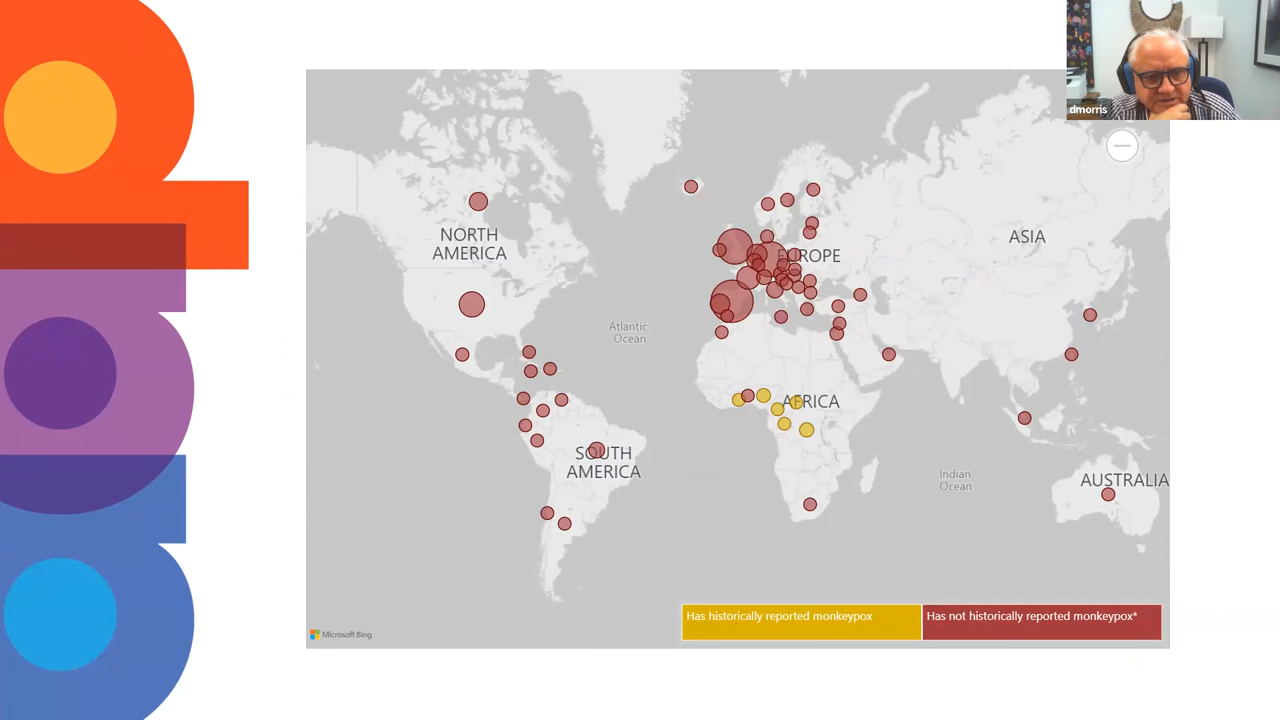 dmorris
NORTH
AMERICA
EUROPE
ASIA
Atlantic
Ocean
AFRICA
SOUTH
AMERICA
Indian
Ocean
AUSTRALIA
Has historically reported monkeypox
Has not historically reported monkeypox*
Microsoft Bing